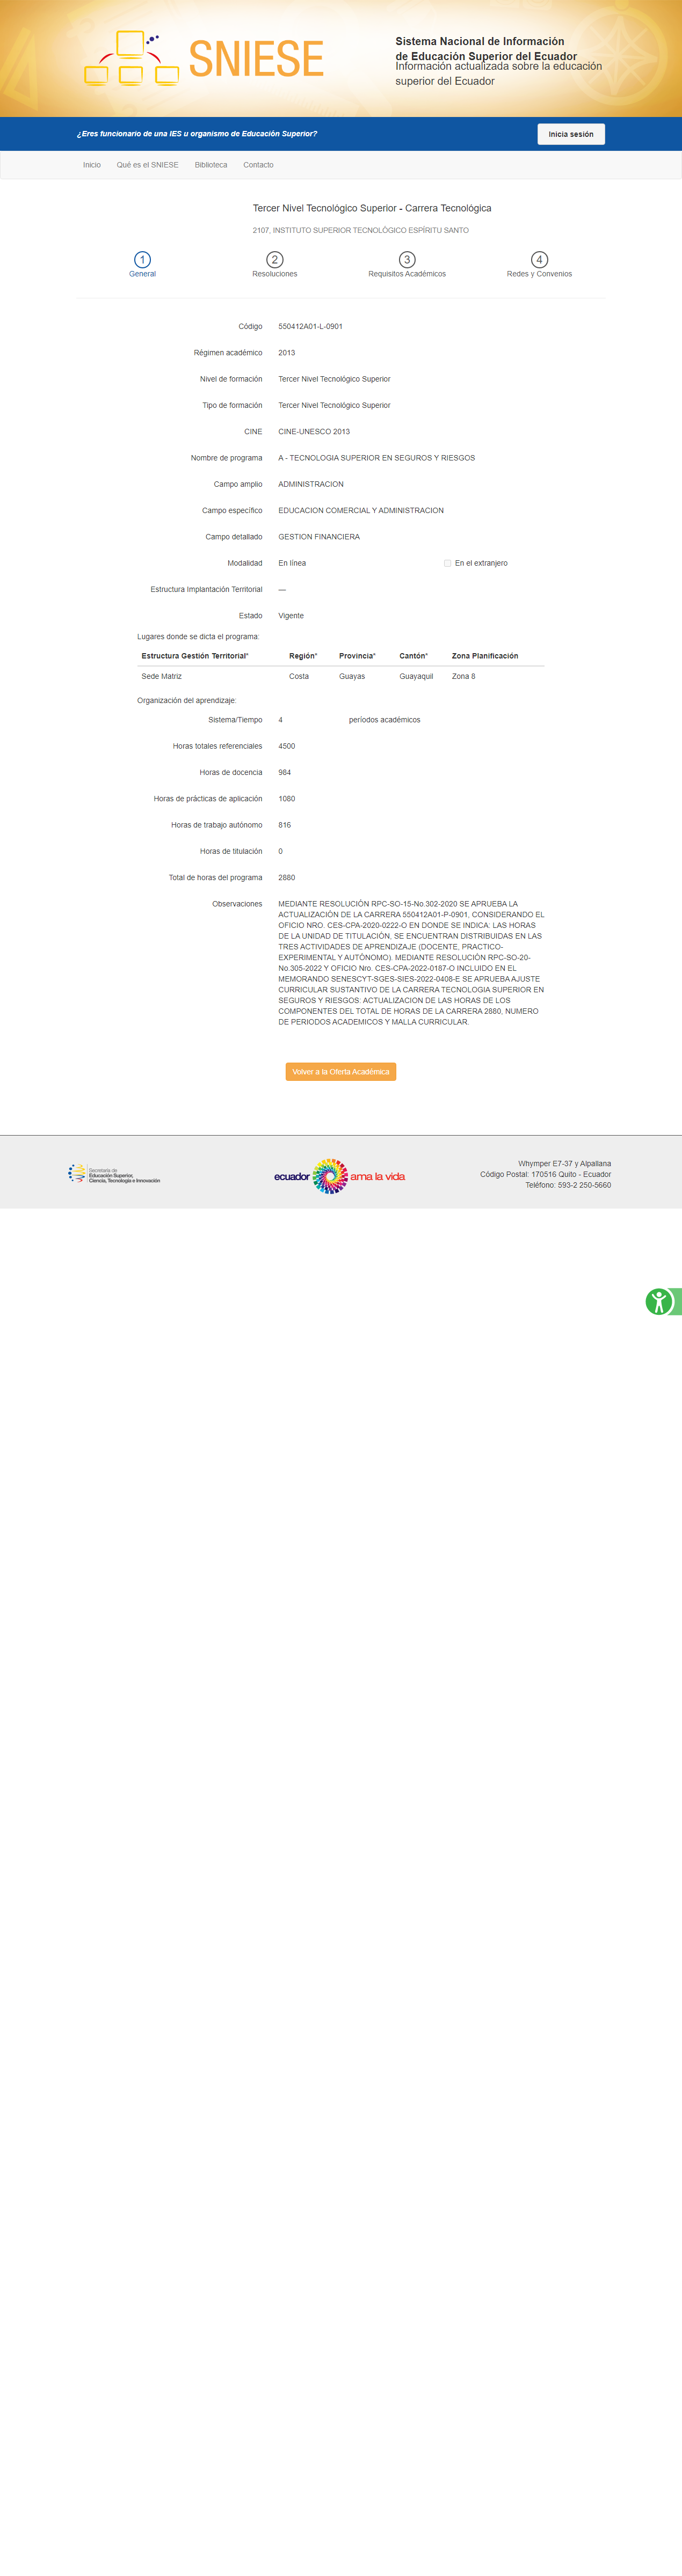 SNIESE
Sistema Nacional de Información
de Educación Superior del Ecuador
Información actualizada sobre la educación
superior del Ecuador
¿Eres funcionario de una IES u organismo de Educación Superior?
Inicia sesión
Inicio Qué es el SNIESE Biblioteca Contacto
Tercer Nivel Tecnológico Superior - Carrera Tecnológica
2107, INSTITUTO SUPERIOR TECNOLÓGICO ESPÍRITU SANTO
1 2 3 4
General Resoluciones Requisitos Académicos Redes y Convenios
Código 550412A01-L-0901
Régimen académico 2013
Nivel de formación Tercer Nivel Tecnológico Superior
Tipo de formación Tercer Nivel Tecnológico Superior
CINE CINE-UNESCO 2013
Nombre de programa A - TECNOLOGIA SUPERIOR EN SEGUROS Y RIESGOS
Campo amplio ADMINISTRACION
Campo específico EDUCACION COMERCIAL Y ADMINISTRACION
Campo detallado GESTION FINANCIERA
Modalidad En línea En el extranjero
Estructura Implantación Territorial —
Estado Vigente
Lugares donde se dicta el programa:
Estructura Gestión Territorial* Región* Provincia* Cantón* Zona Planificación
Sede Matriz Costa Guayas Guayaquil Zona 8
Organización del aprendizaje:
Sistema/Tiempo 4 períodos académicos
Horas totales referenciales 4500
Horas de docencia 984
Horas de prácticas de aplicación 1080
Horas de trabajo autónomo 816
Horas de titulación 0
Total de horas del programa 2880
Observaciones MEDIANTE RESOLUCIÓN RPC-SO-15-No.302-2020 SE APRUEBA LA
ACTUALIZACIÓN DE LA CARRERA 550412A01-P-0901, CONSIDERANDO EL
OFICIO NRO. CES-CPA-2020-0222-O EN DONDE SE INDICA: LAS HORAS
DE LA UNIDAD DE TITULACIÓN, SE ENCUENTRAN DISTRIBUIDAS EN LAS
TRES ACTIVIDADES DE APRENDIZAJE (DOCENTE, PRACTICO-
EXPERIMENTAL Y AUTÓNOMO). MEDIANTE RESOLUCIÓN RPC-SO-20-
No.305-2022 Y OFICIO Nro. CES-CPA-2022-0187-O INCLUIDO EN EL
MEMORANDO SENESCYT-SGES-SIES-2022-0408-E SE APRUEBA AJUSTE
CURRICULAR SUSTANTIVO DE LA CARRERA TECNOLOGIA SUPERIOR EN
SEGUROS Y RIESGOS: ACTUALIZACION DE LAS HORAS DE LOS
COMPONENTES DEL TOTAL DE HORAS DE LA CARRERA 2880, NUMERO
DE PERIODOS ACADEMICOS Y MALLA CURRICULAR.
Volver a la Oferta Académica
Secretaría de
Educación Superior,
Ciencia, Tecnología e Innovación
ecuador ama la vida
Whymper E7-37 y Alpallana
Código Postal: 170516 Quito - Ecuador
Teléfono: 593-2 250-5660